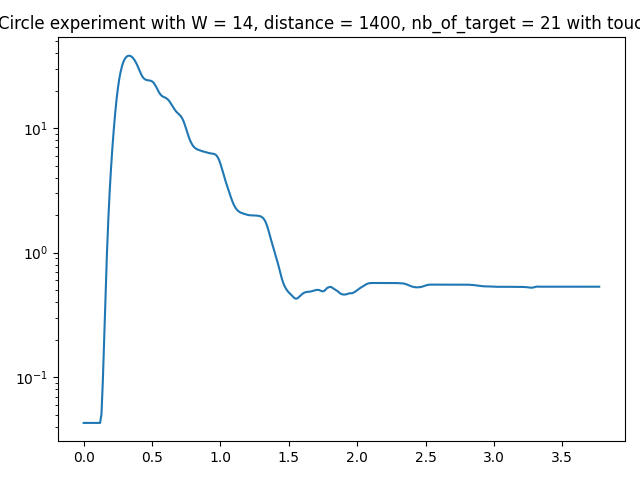 Circle experiment with W = 14, distance = 1400, nb_of_target = 21 with touc
10¹
10⁰
10⁻¹
0.0 0.5 1.0 1.5 2.0 2.5 3.0 3.5